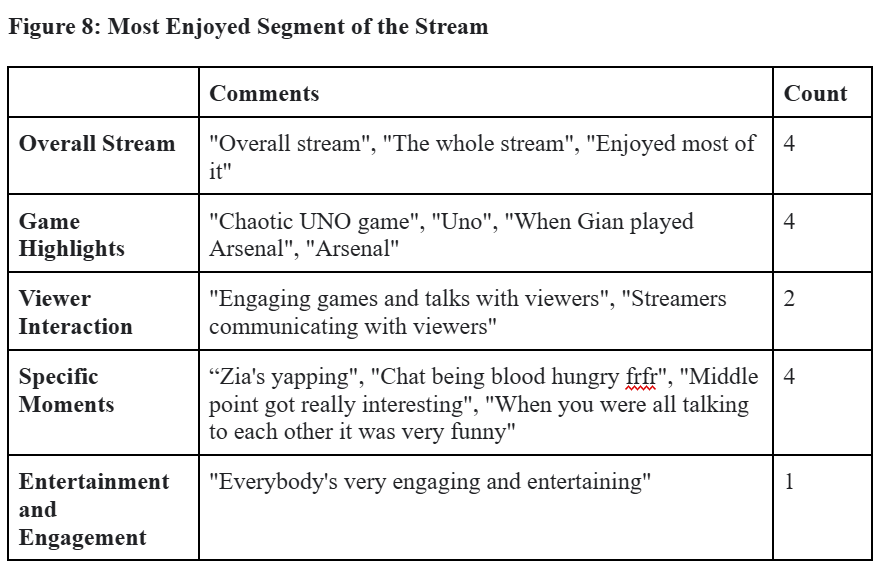 Figure 8: Most Enjoyed Segment of the Stream
Comments Count
Overall Stream "Overall stream", "The whole stream", "Enjoyed most of 4
it"
Game "Chaotic UNO game", "Uno", "When Gian played 4
Highlights Arsenal", "Arsenal"
Viewer "Engaging games and talks with viewers", "Streamers 2
Interaction communicating with viewers"
Specific “Zia's yapping", "Chat being blood hungry frfr", "Middle 4
Moments point got really interesting", "When you were all talking
to each other it was very funny"
Entertainment "Everybody's very engaging and entertaining" 1
and
Engagement